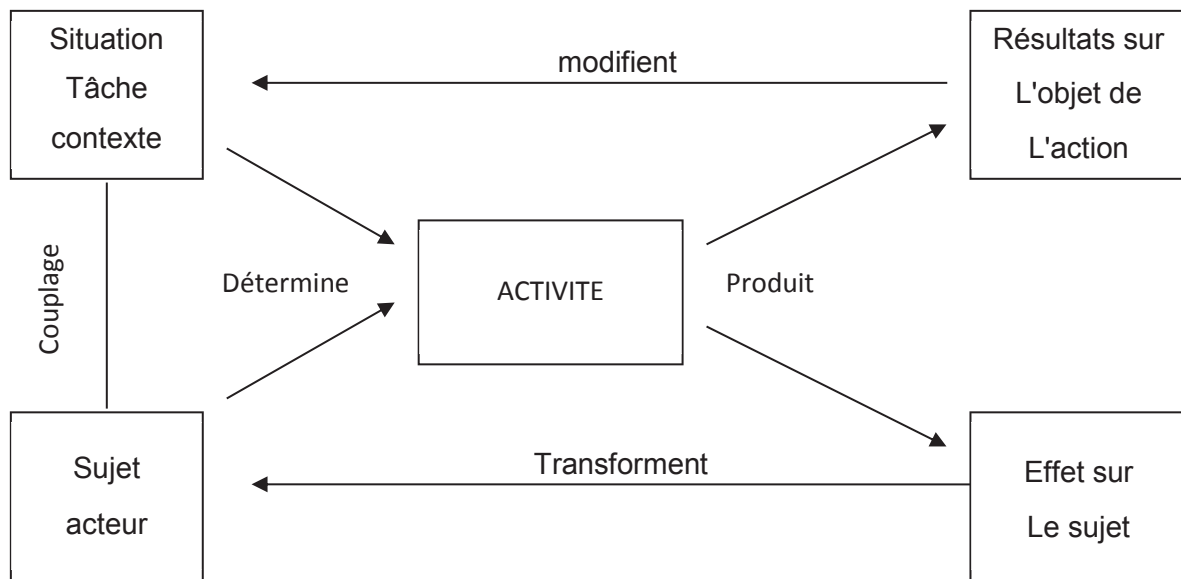 Situation
Tâche
contexte
modifient
Résultats sur
L'objet de
L'action
Couplage
Détermine
ACTIVITE
Produit
Sujet
acteur
Transforment
Effet sur
Le sujet